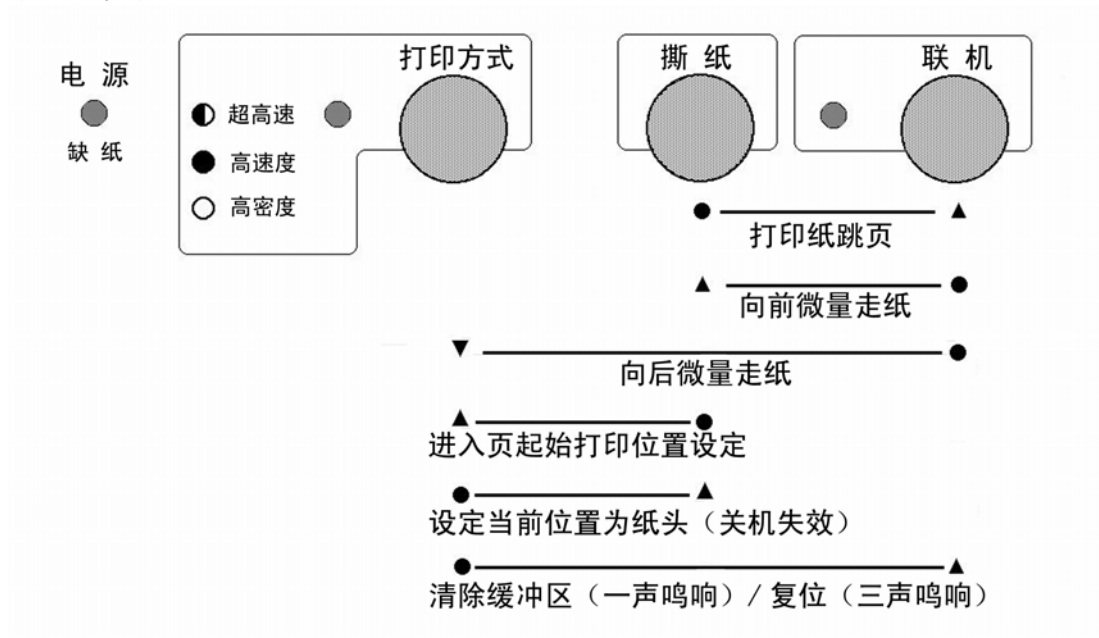 打印方式
撕 纸
联 机
电 源
超高速
缺 纸
高速度
高密度
打印纸跳页
向前微量走纸
向后微量走纸
进入页起始打印位置设定
设定当前位置为纸头（关机失效）
清除缓冲区（一声鸣响）/ 复位（三声鸣响）